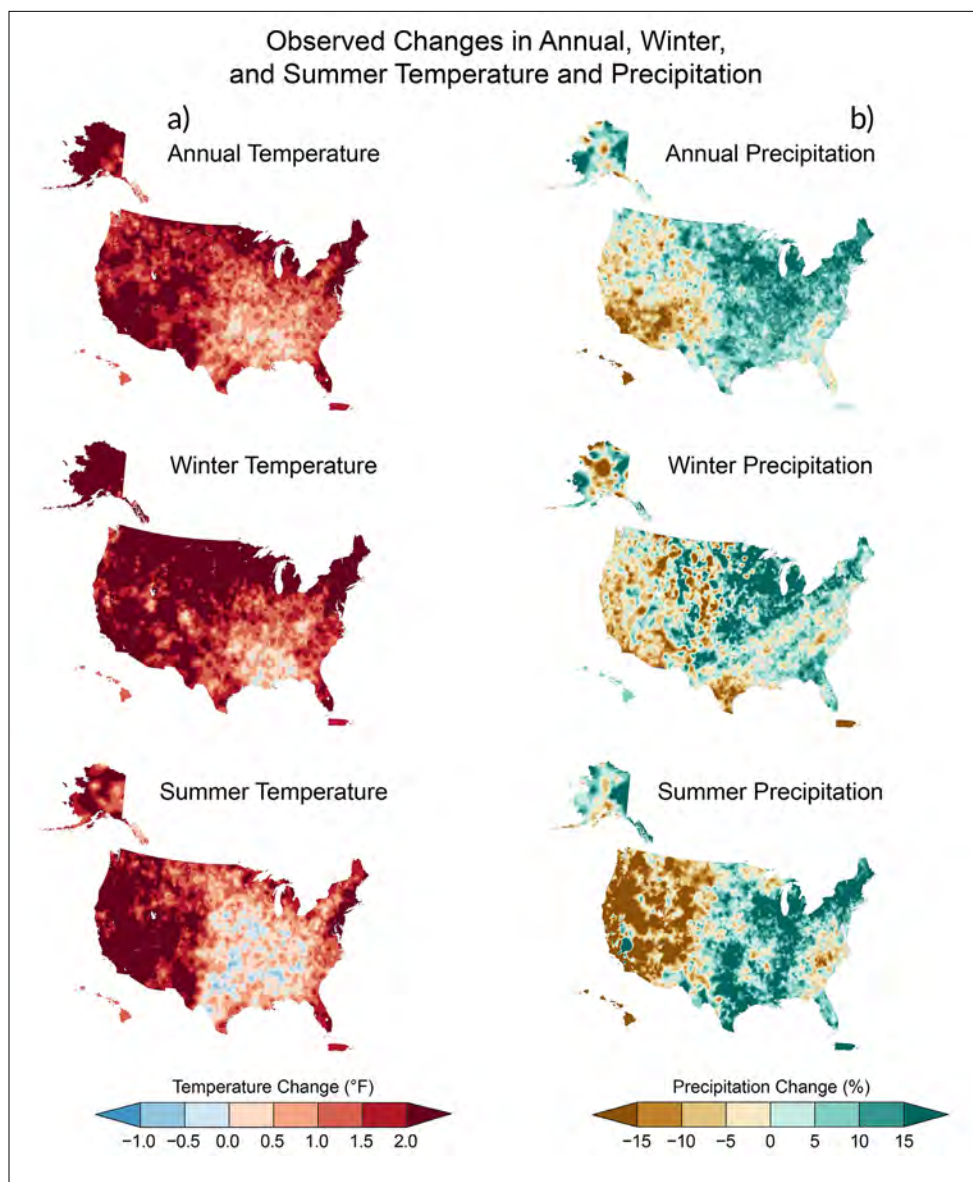 Observed Changes in Annual, Winter,
and Summer Temperature and Precipitation
a)
Annual Temperature
b)
Annual Precipitation
Winter Temperature
Winter Precipitation
Summer Temperature
Summer Precipitation
Temperature Change (°F)
−1.0 −0.5 0.0 0.5 1.0 1.5 2.0
Precipitation Change (%)
−15 −10 −5 0 5 10 15